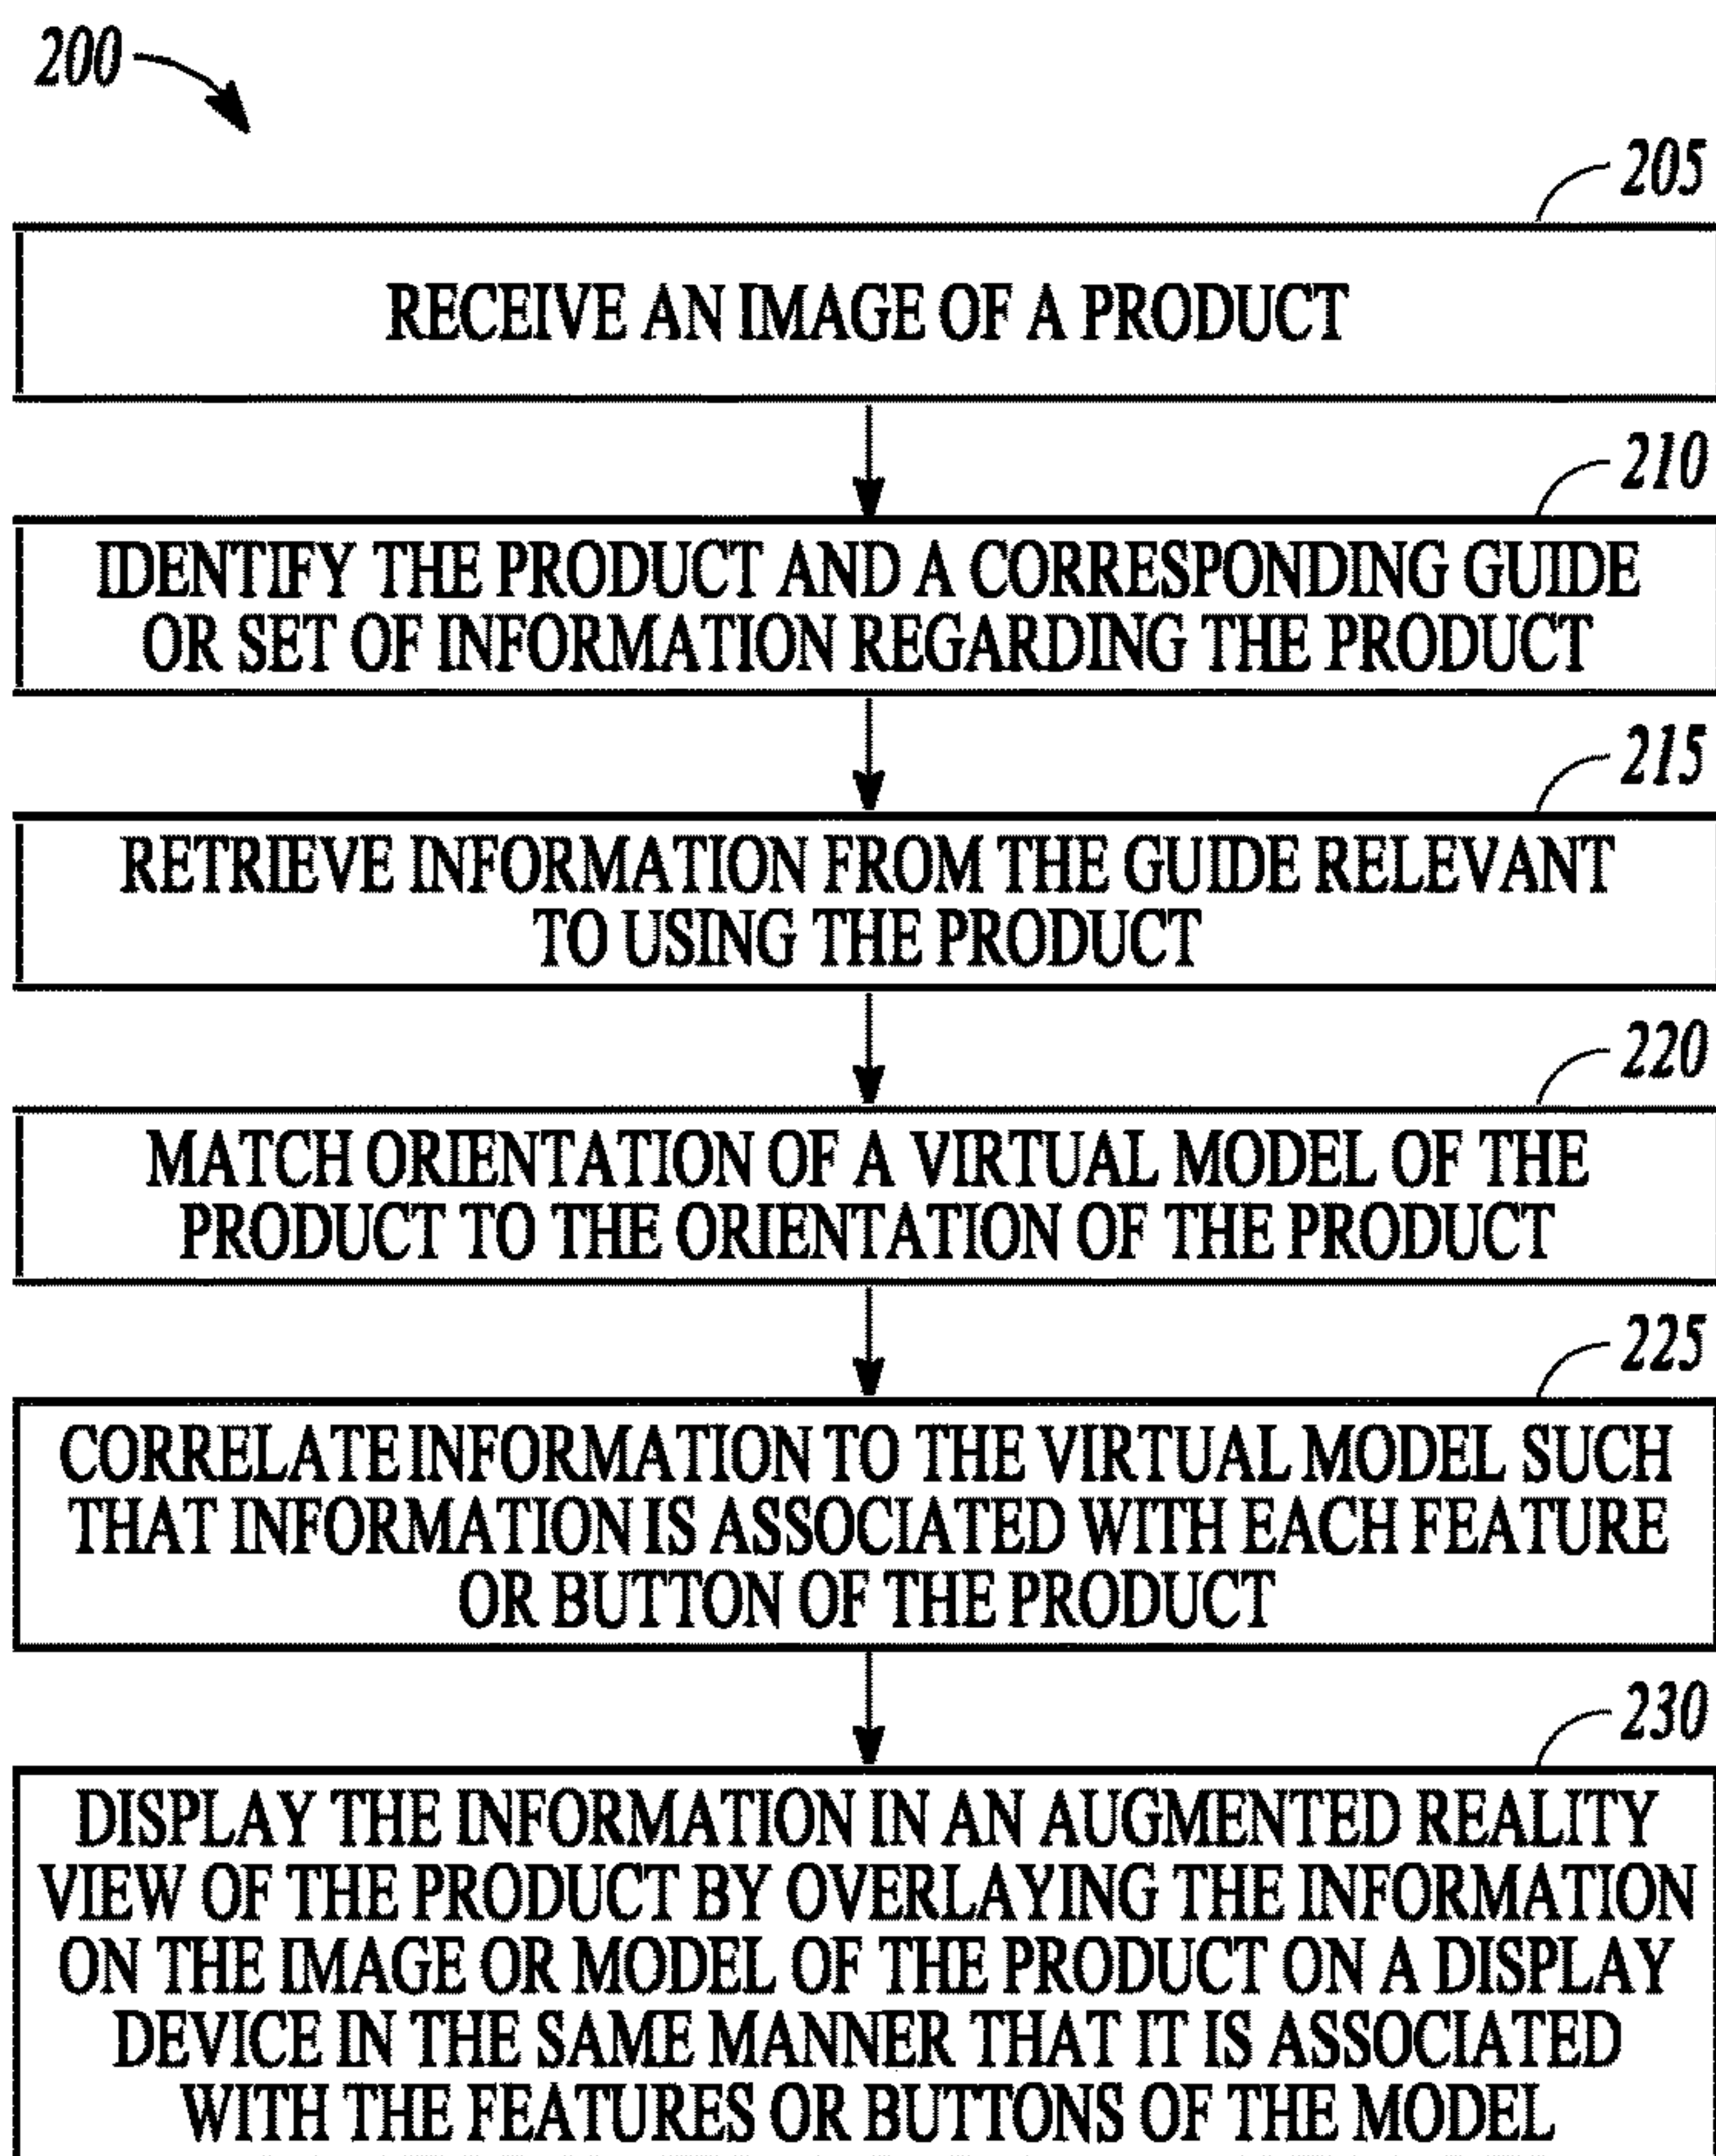 200
205
RECEIVE AN IMAGE OF A PRODUCT
210
IDENTIFY THE PRODUCT AND A CORRESPONDING GUIDE
OR SET OF INFORMATION REGARDING THE PRODUCT
215
RETRIEVE INFORMATION FROM THE GUIDE RELEVANT
TO USING THE PRODUCT
220
MATCH ORIENTATION OF A VIRTUAL MODEL OF THE
PRODUCT TO THE ORIENTATION OF THE PRODUCT
225
CORRELATE INFORMATION TO THE VIRTUAL MODEL SUCH
THAT INFORMATION IS ASSOCIATED WITH EACH FEATURE
OR BUTTON OF THE PRODUCT
230
DISPLAY THE INFORMATION IN AN AUGMENTED REALITY
VIEW OF THE PRODUCT BY OVERLAYING THE INFORMATION
ON THE IMAGE OR MODEL OF THE PRODUCT ON A DISPLAY
DEVICE IN THE SAME MANNER THAT IT IS ASSOCIATED
WITH THE FEATURES OR BUTTONS OF THE MODEL